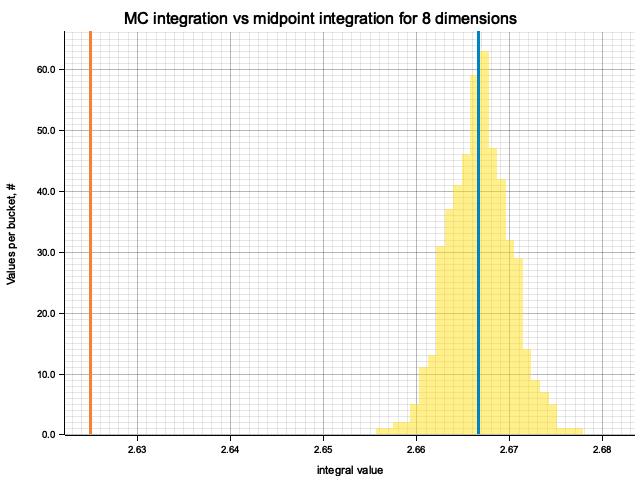 MC integration vs midpoint integration for 8 dimensions
Values per bucket, #
60.0
50.0
40.0
30.0
20.0
10.0
0.0
2.63 2.64 2.65 2.66 2.67 2.68
integral value